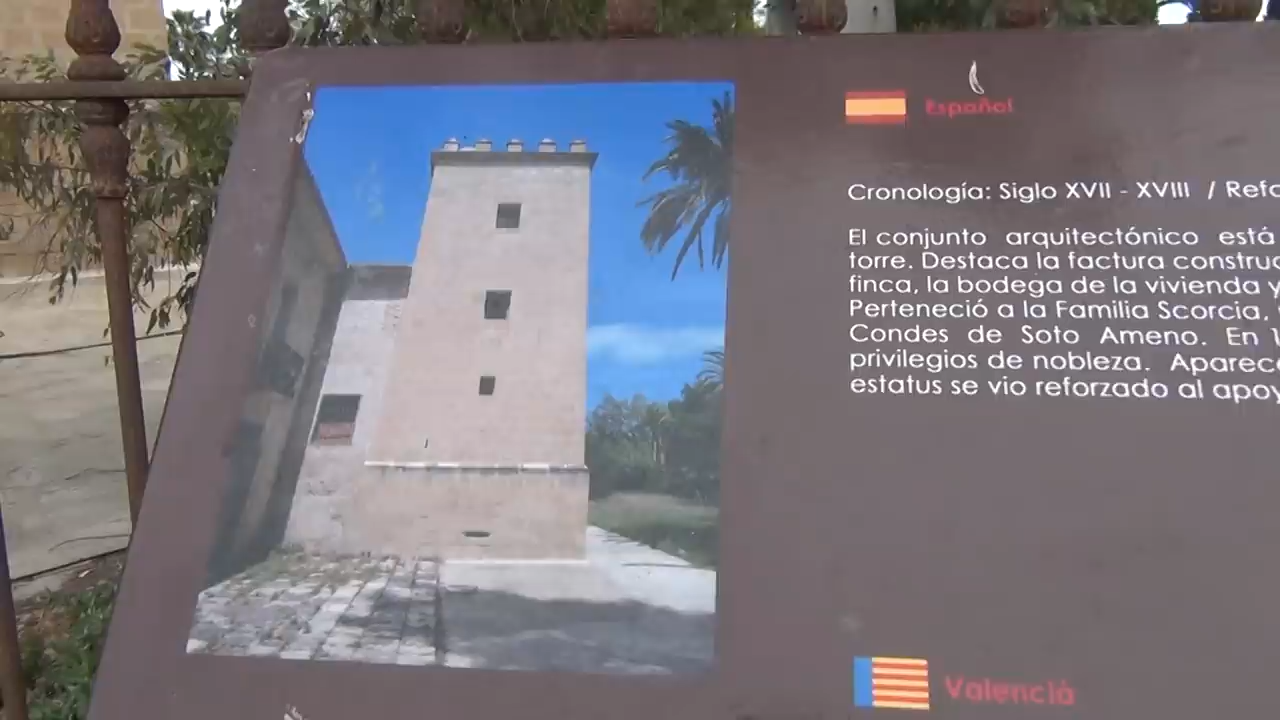 Español
Cronología: Siglo XVII - XVIII / Refo
El conjunto arquitectónico está
torre. Destaca la factura construc
finca, la bodega de la vivienda y
Perteneció a la Familia Scorcia,
Condes de Soto Ameno. En 1
privilegios de nobleza. Aparece
estatus se vio reforzado al apoy
Valencià